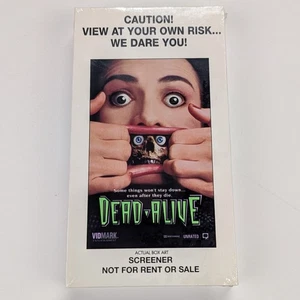 CAUTION!
VIEW AT YOUR OWN RISK...
WE DARE YOU!
Some things won't stay down...
even after they die.
DEAD ALIVE
VIDMARK
UNRATED
ACTUAL BOX ART
SCREENER
NOT FOR RENT OR SALE